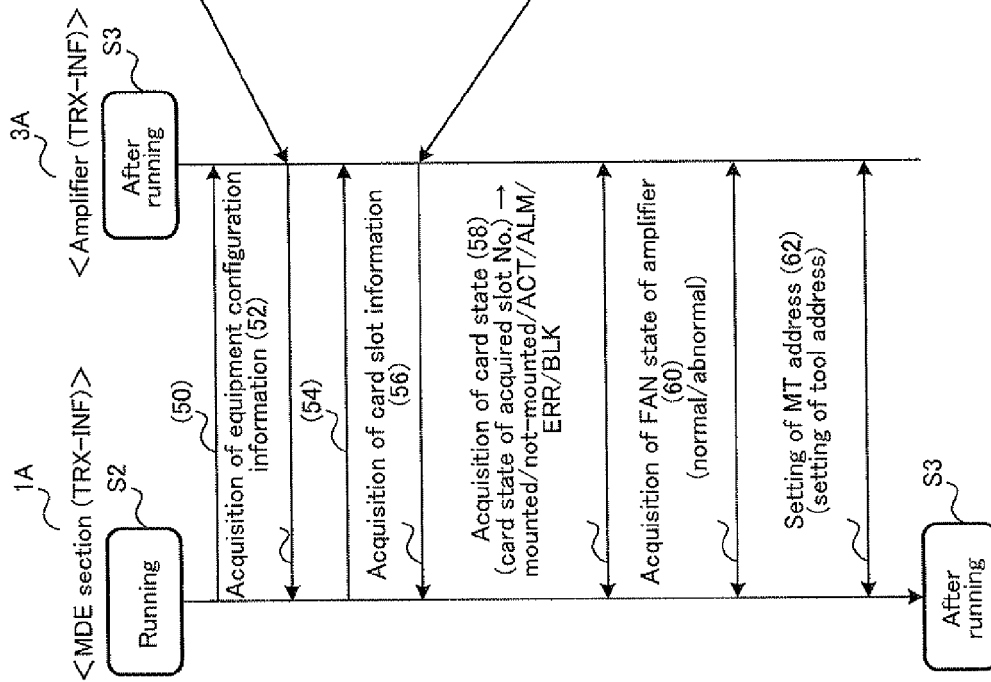 1A
<MDE section (TRX-INF)>
S2
Running
3A
<Amplifier (TRX-INF)>
S3
After
running
(50)
Acquisition of equipment configuration
information (52)
(54)
Acquisition of card slot information
(56)
Acquisition of card state (58)
(card state of acquired slot No.) →
mounted/not-mounted/ACT/ALM/
ERR/BLK
Acquisition of FAN state of amplifier
(60)
(normal/abnormal)
Setting of MT address (62)
(setting of tool address)
S3
After
running